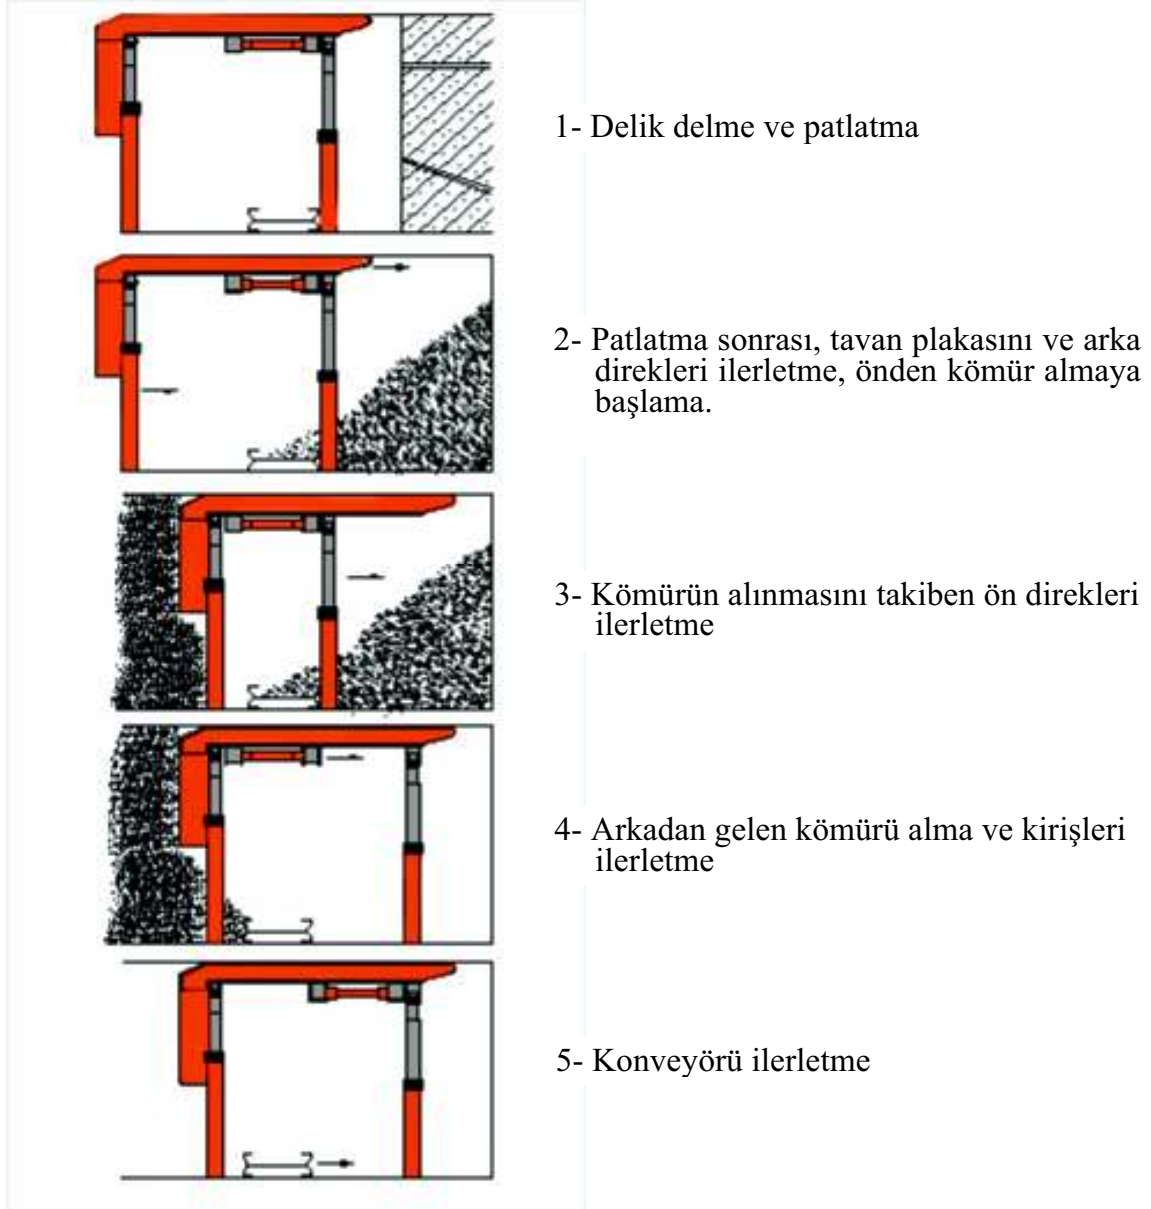 1- Delik delme ve patlatma
2- Patlatma sonrası, tavan plakasını ve arka
direkleri ilerletme, önden kömür almaya
başlama.
3- Kömürün alınmasını takiben ön direkleri
ilerletme
4- Arkadan gelen kömürü alma ve kirişleri
ilerletme
5- Konveyörü ilerletme